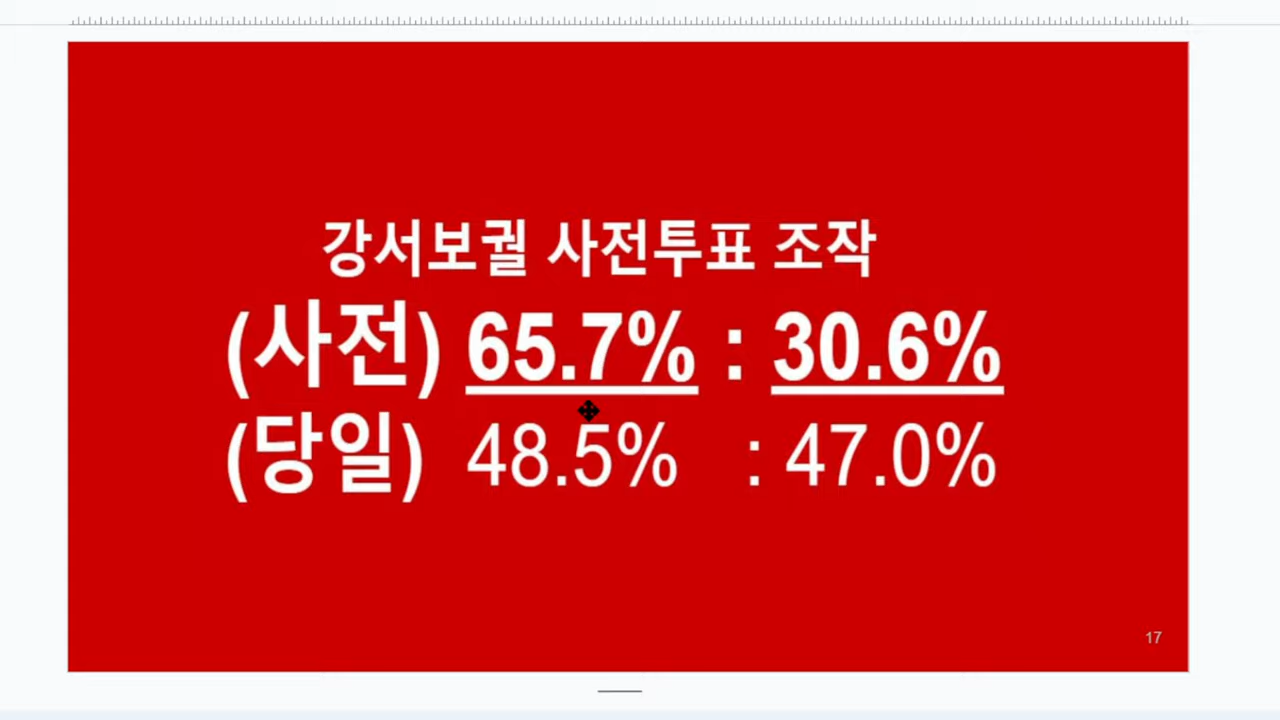 강서보궐 사전투표 조작
(사전) 65.7% : 30.6%
(당일) 48.5% : 47.0%
17